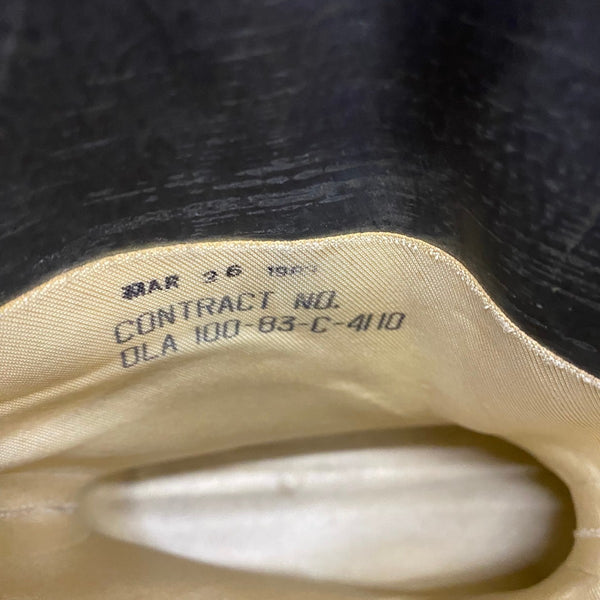 MAR 26
CONTRACT NO.
DLA 100-83-C-4110